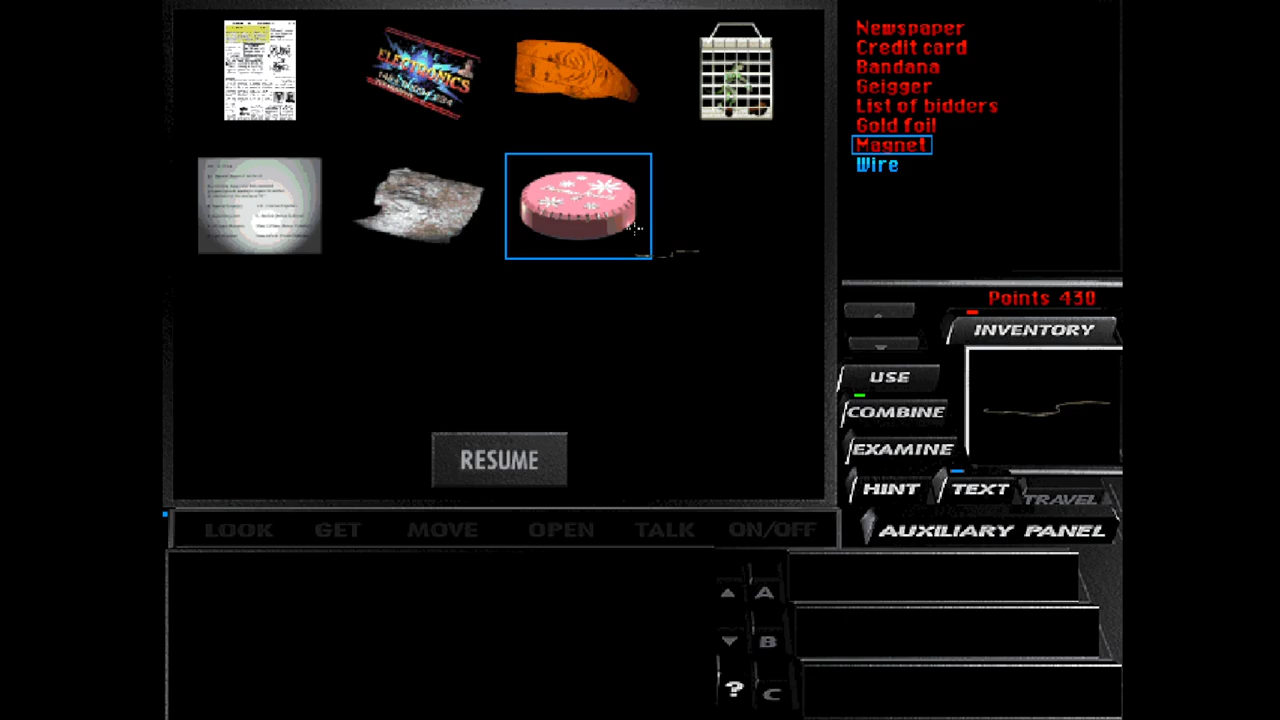 ELECTRONICS
Newspaper
Credit card
Bandana
Geigger
List of bidders
Gold foil
Magnet
Wire
Points 430
INVENTORY
USE
COMBINE
EXAMINE
HINT TEXT TRAVEL
RESUME
LOOK GET MOVE OPEN TALK ON/OFF
AUXILIARY PANEL
A
B
? C